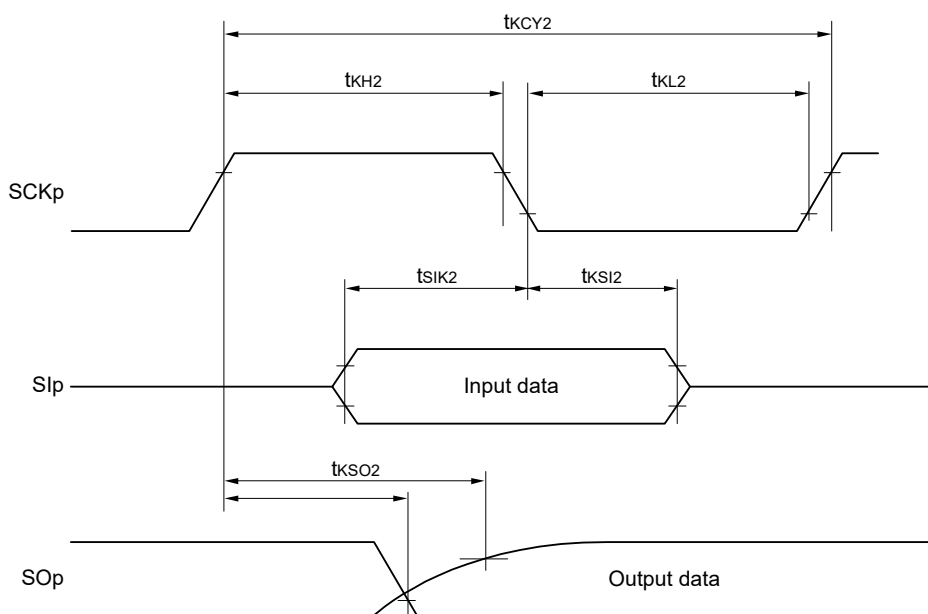 tKCY2
tKH2
tKL2
SCKp
tSIK2
tKSI2
SIp
Input data
tKSO2
SOp
Output data